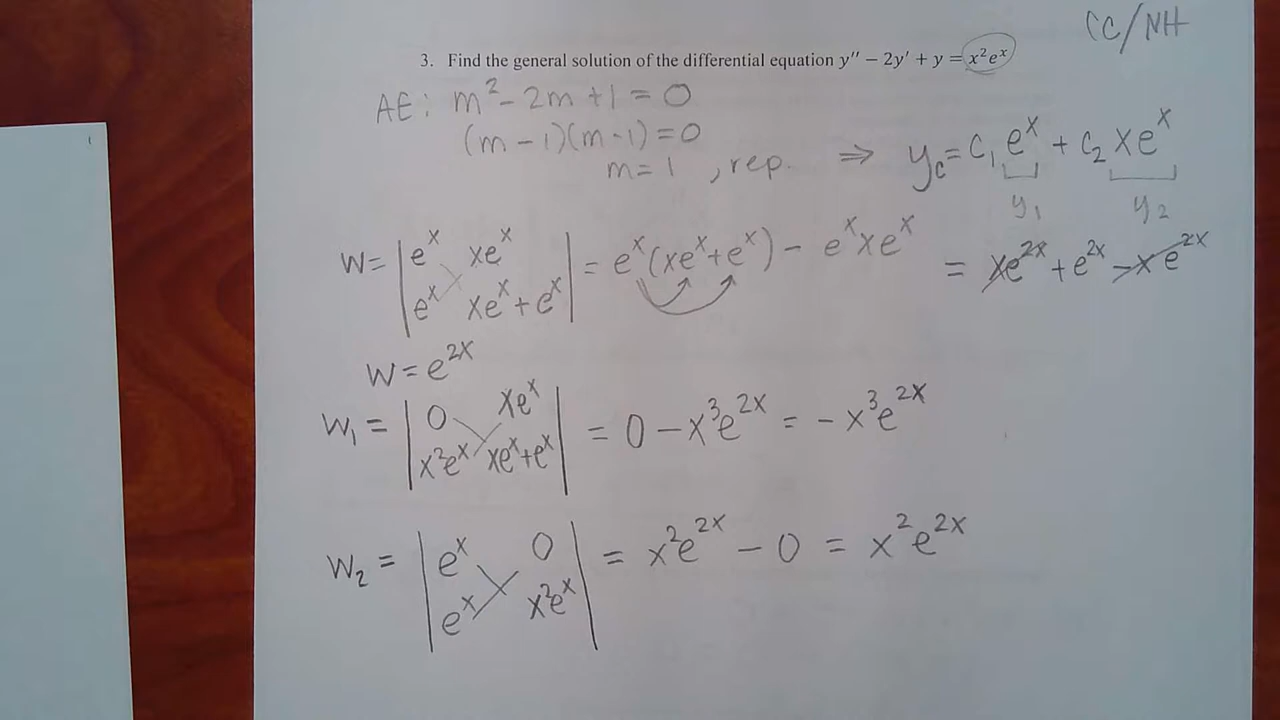 CC/NH
3. Find the general solution of the differential equation y'' − 2y' + y = x²eˣ
AE: m² - 2m + 1 = 0
(m - 1)(m - 1) = 0
m = 1, rep. ⇒ y_c = c₁eˣ + c₂xeˣ
y₁ y₂
W = | eˣ xeˣ | = eˣ(xeˣ + eˣ) - eˣxeˣ = xe²ˣ + e²ˣ - xe²ˣ
| eˣ xeˣ + eˣ |
W = e²ˣ
W₁ = | 0 xeˣ | = 0 - x³e²ˣ = -x³e²ˣ
| x²eˣ xeˣ + eˣ |
W₂ = | eˣ 0 | = x²e²ˣ - 0 = x²e²ˣ
| eˣ x²eˣ |